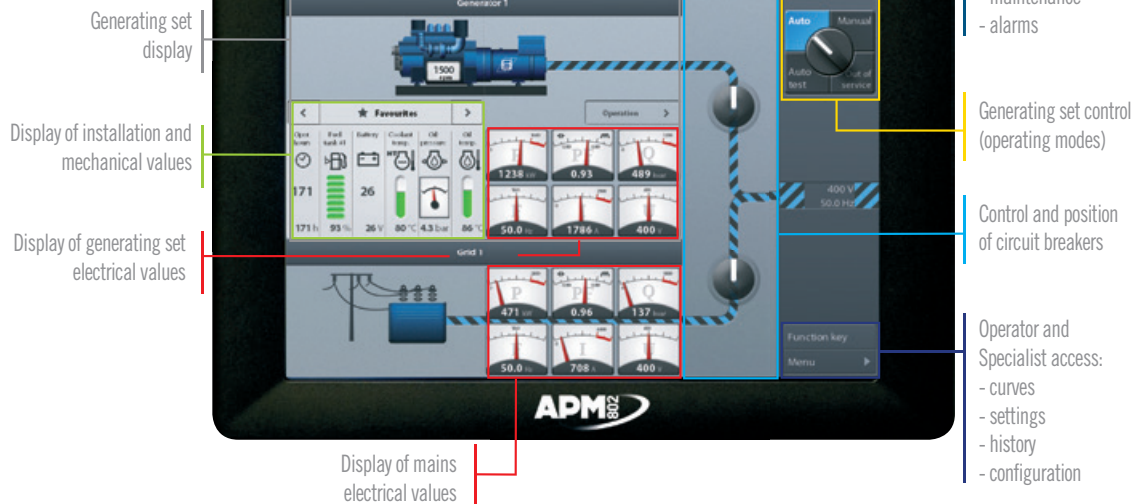 Generating set
display
Display of installation and
mechanical values
Display of generating set
electrical values
Generator 1
1500
rpm
Favourites
Operation
Oper.
hours
Fuel
tank #1
Battery
Coolant
temp.
Oil
pressure
Oil
temp.
171
26
171 h
93 %
26 V
80 °C
4.3 bar
86 °C
P
1238 kW
PF
0.93
Q
489 kvar
50.0 Hz
1786 A
400 V
Grid 1
P
471 kW
PF
0.96
Q
137 kvar
50.0 Hz
I
708 A
400 V
Auto
Manual
Auto
test
Out of
service
400 V
50.0 Hz
Function key
Menu
APM802
Display of mains
electrical values
- maintenance
- alarms
Generating set control
(operating modes)
Control and position
of circuit breakers
Operator and
Specialist access:
- curves
- settings
- history
- configuration